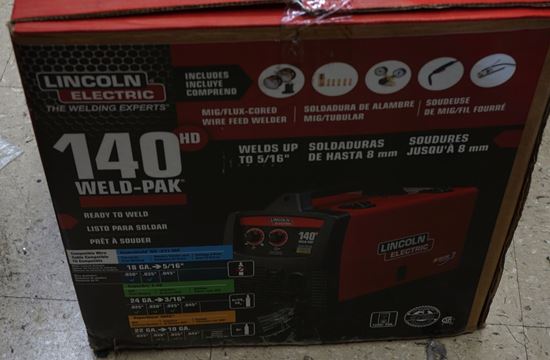 LINCOLN
ELECTRIC
THE WELDING EXPERTS
INCLUDES
INCLUYE
COMPREND
MIG/FLUX-CORED
WIRE FEED WELDER
SOLDADURA DE ALAMBRE
MIG/TUBULAR
SOUDEUSE
DE MIG/FIL FOURRÉ
140 HD
WELD-PAK
WELDS UP
TO 5/16"
SOLDADURAS
DE HASTA 8 mm
SOUDURES
JUSQU'À 8 mm
READY TO WELD
LISTO PARA SOLDAR
PRÊT À SOUDER
LINCOLN
ELECTRIC
140
LINCOLN
ELECTRIC
18 GA. 5/16"
24 GA. 3/16"
22 GA. 10 GA.